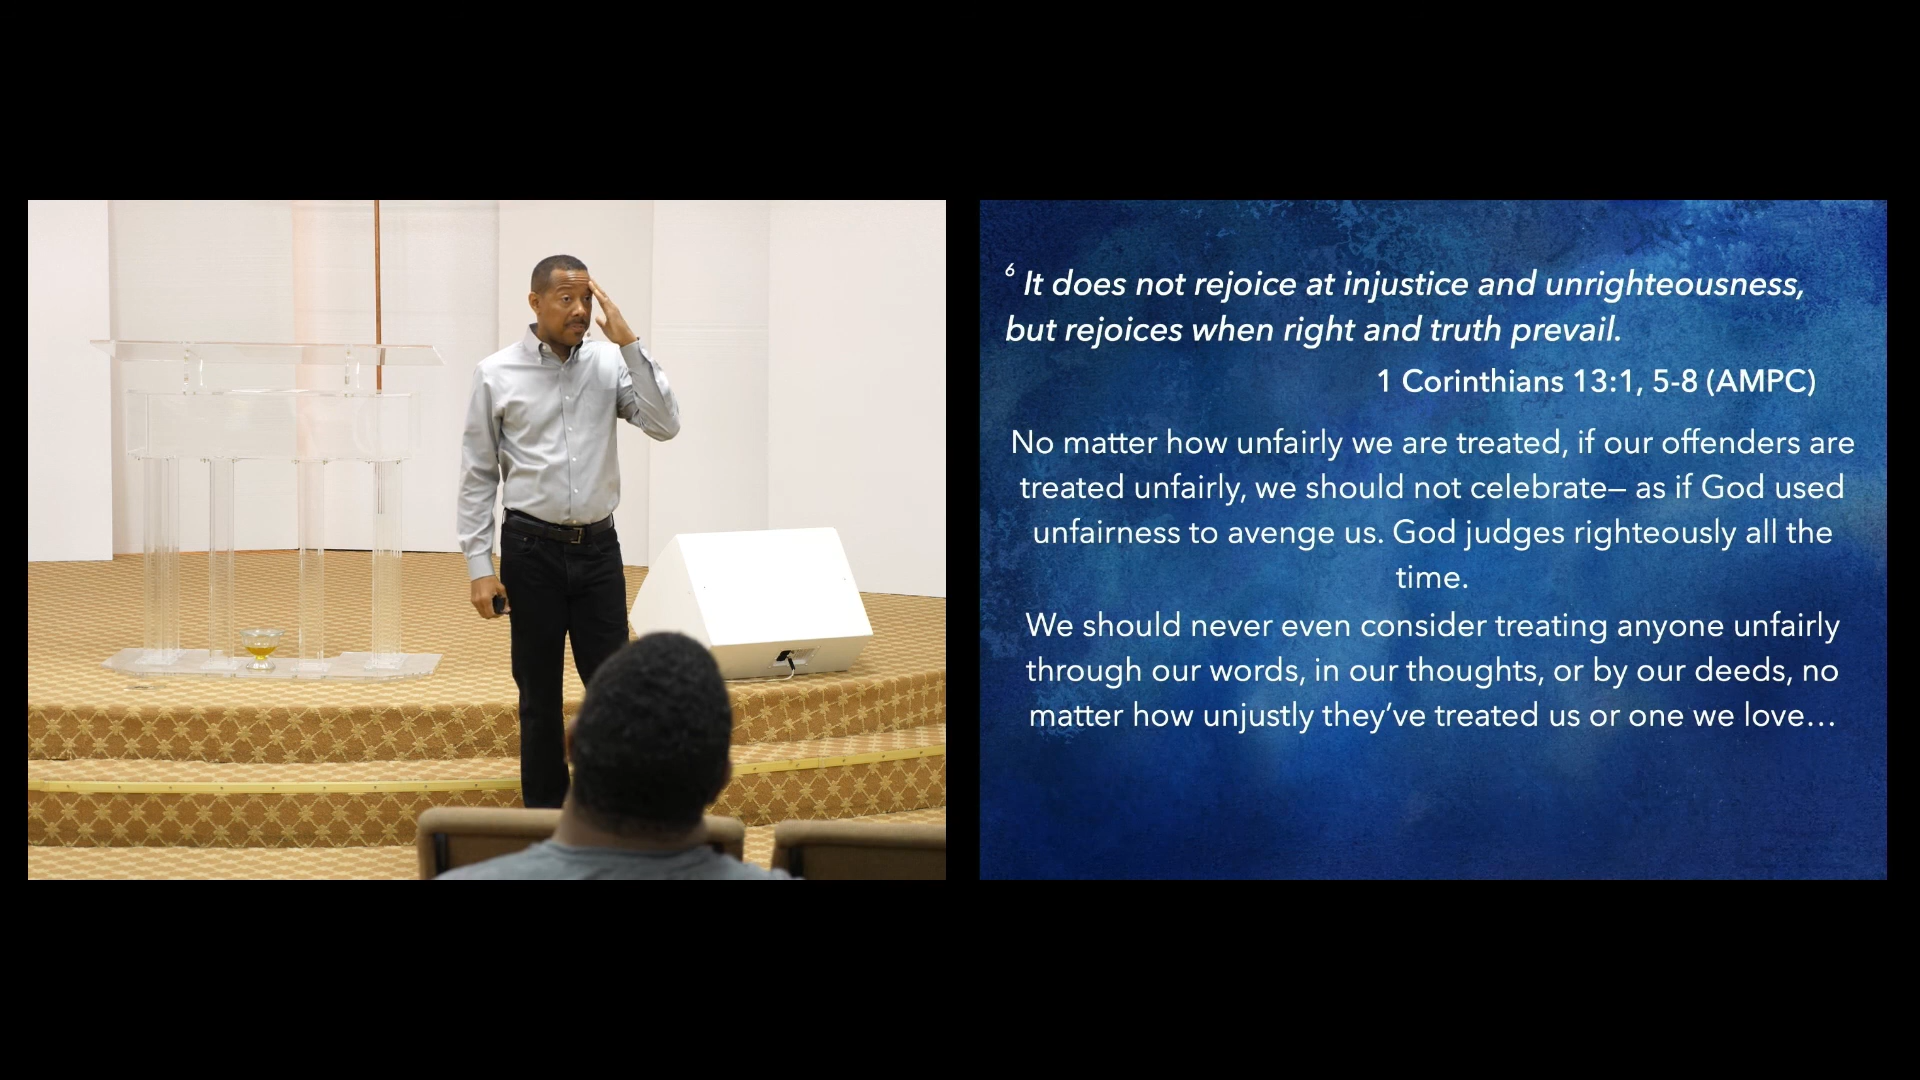 6 It does not rejoice at injustice and unrighteousness,
but rejoices when right and truth prevail.
1 Corinthians 13:1, 5-8 (AMPC)
No matter how unfairly we are treated, if our offenders are
treated unfairly, we should not celebrate– as if God used
unfairness to avenge us. God judges righteously all the
time.
We should never even consider treating anyone unfairly
through our words, in our thoughts, or by our deeds, no
matter how unjustly they’ve treated us or one we love…